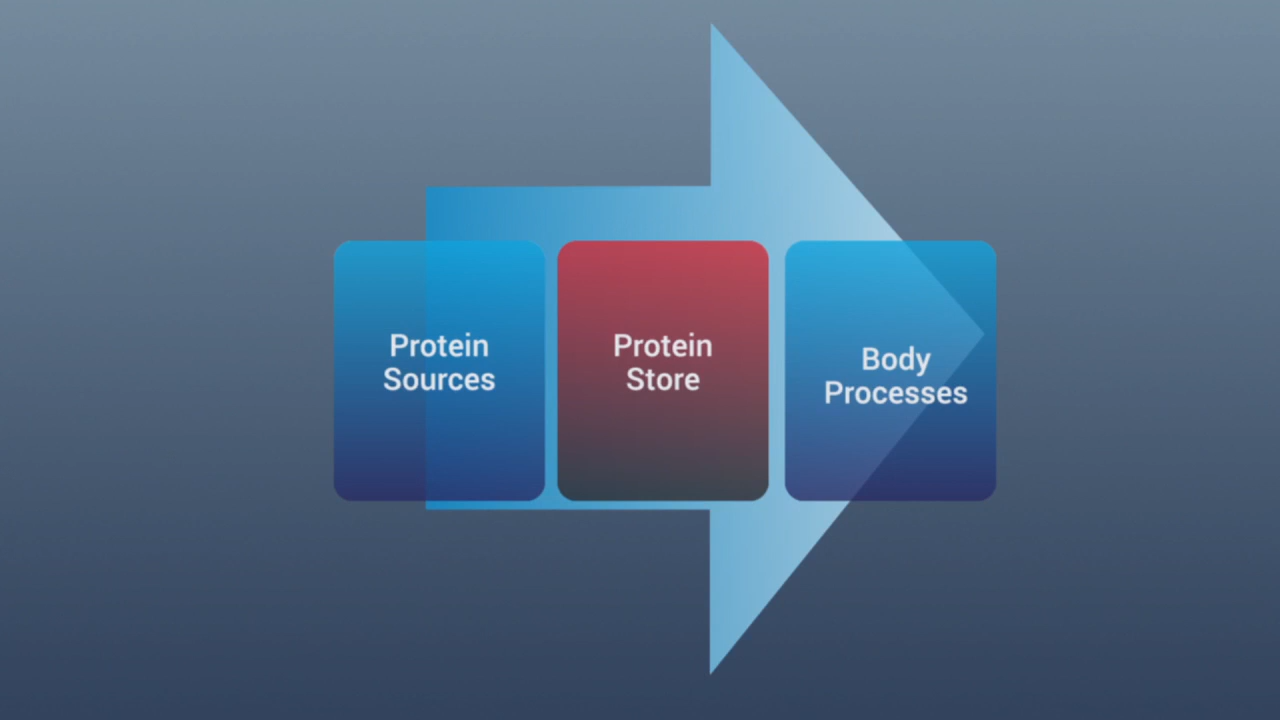 Protein
Sources
Protein
Store
Body
Processes